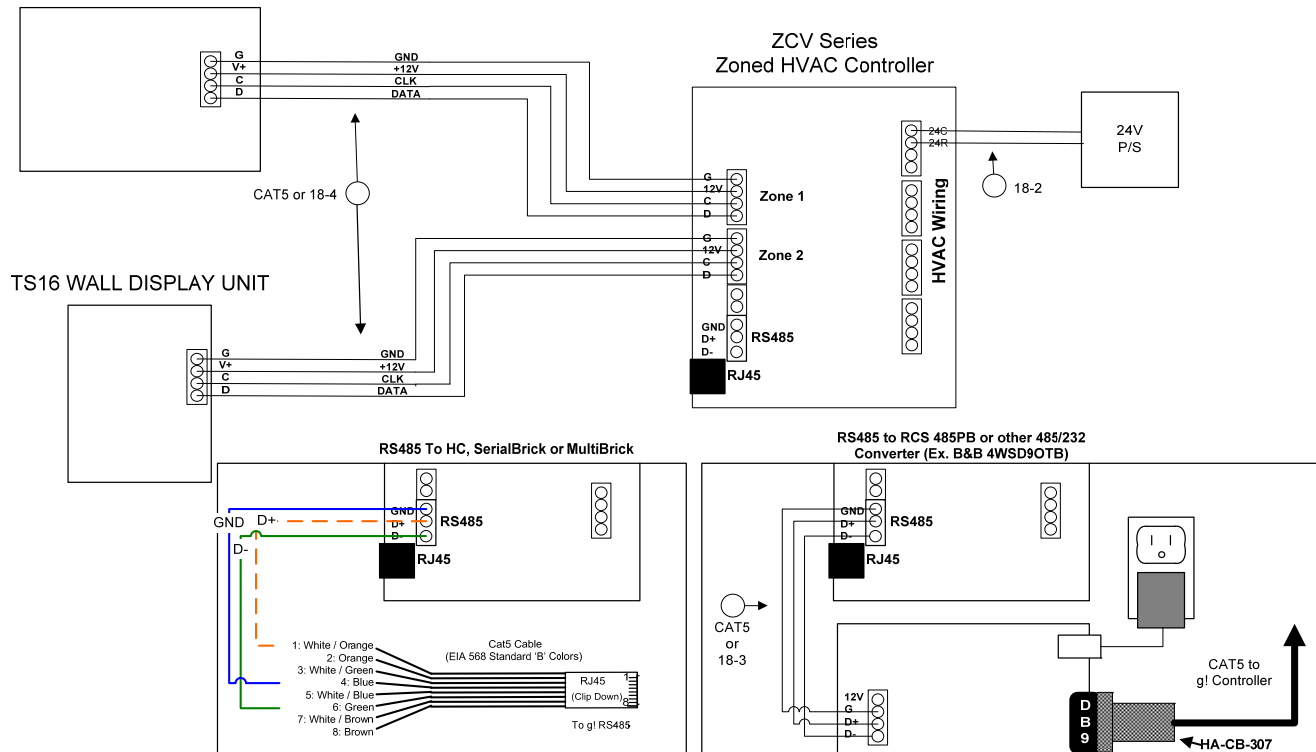 G
V+
C
D
GND
+12V
CLK
DATA
CAT5 or 18-4
ZCV Series
Zoned HVAC Controller
G
12V
C
D
Zone 1
G
12V
C
D
Zone 2
GND
D+
D-
RS485
RJ45
24C
24R
HVAC Wiring
18-2
24V
P/S
TS16 WALL DISPLAY UNIT
G
V+
C
D
GND
+12V
CLK
DATA
RS485 To HC, SerialBrick or MultiBrick
GND
D+
D-
GND
D+
D-
RS485
RJ45
1: White / Orange
2: Orange
3: White / Green
4: Blue
5: White / Blue
6: Green
7: White / Brown
8: Brown
Cat5 Cable
(EIA 568 Standard 'B' Colors)
RJ45
(Clip Down)
1
8
To g! RS485
RS485 to RCS 485PB or other 485/232
Converter (Ex. B&B 4WSD9OTB)
GND
D+
D-
RS485
RJ45
CAT5
or
18-3
12V
G
D+
D-
DB9
CAT5 to
g! Controller
HA-CB-307